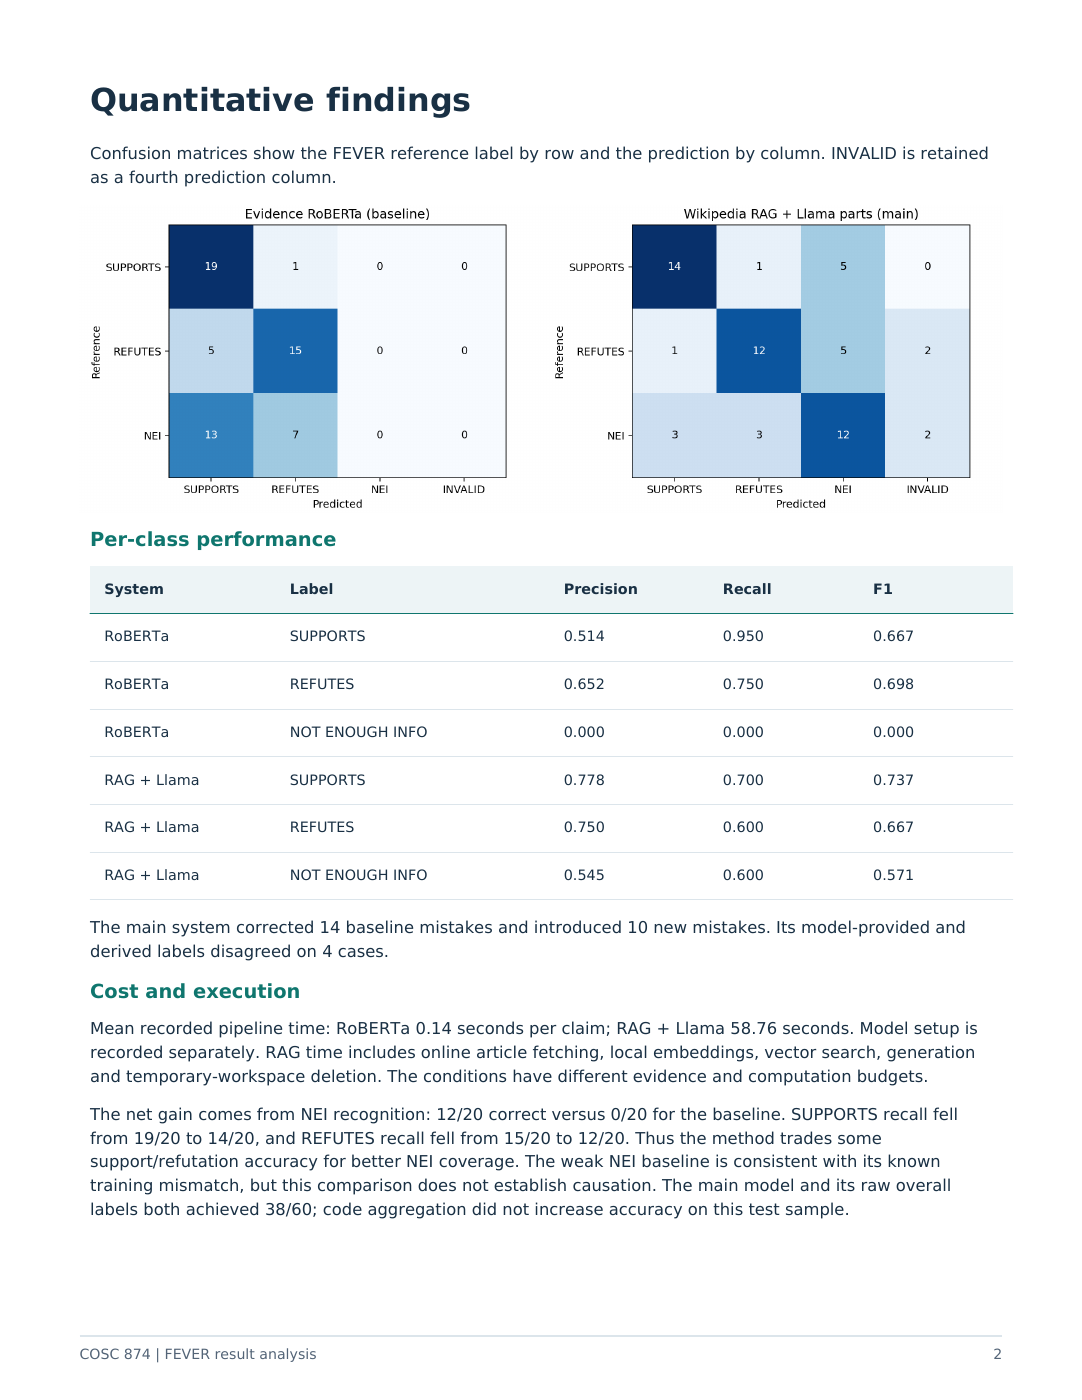 Quantitative findings
Confusion matrices show the FEVER reference label by row and the prediction by column. INVALID is retained
as a fourth prediction column.
Evidence RoBERTa (baseline)
SUPPORTS 19 1 0 0
REFUTES 5 15 0 0
NEI 13 7 0 0
SUPPORTS REFUTES NEI INVALID
Predicted
Reference
Wikipedia RAG + Llama parts (main)
SUPPORTS 14 1 5 0
REFUTES 1 12 5 2
NEI 3 3 12 2
SUPPORTS REFUTES NEI INVALID
Predicted
Reference
Per-class performance
System Label Precision Recall F1
RoBERTa SUPPORTS 0.514 0.950 0.667
RoBERTa REFUTES 0.652 0.750 0.698
RoBERTa NOT ENOUGH INFO 0.000 0.000 0.000
RAG + Llama SUPPORTS 0.778 0.700 0.737
RAG + Llama REFUTES 0.750 0.600 0.667
RAG + Llama NOT ENOUGH INFO 0.545 0.600 0.571
The main system corrected 14 baseline mistakes and introduced 10 new mistakes. Its model-provided and
derived labels disagreed on 4 cases.
Cost and execution
Mean recorded pipeline time: RoBERTa 0.14 seconds per claim; RAG + Llama 58.76 seconds. Model setup is
recorded separately. RAG time includes online article fetching, local embeddings, vector search, generation
and temporary-workspace deletion. The conditions have different evidence and computation budgets.
The net gain comes from NEI recognition: 12/20 correct versus 0/20 for the baseline. SUPPORTS recall fell
from 19/20 to 14/20, and REFUTES recall fell from 15/20 to 12/20. Thus the method trades some
support/refutation accuracy for better NEI coverage. The weak NEI baseline is consistent with its known
training mismatch, but this comparison does not establish causation. The main model and its raw overall
labels both achieved 38/60; code aggregation did not increase accuracy on this test sample.
COSC 874 | FEVER result analysis 2